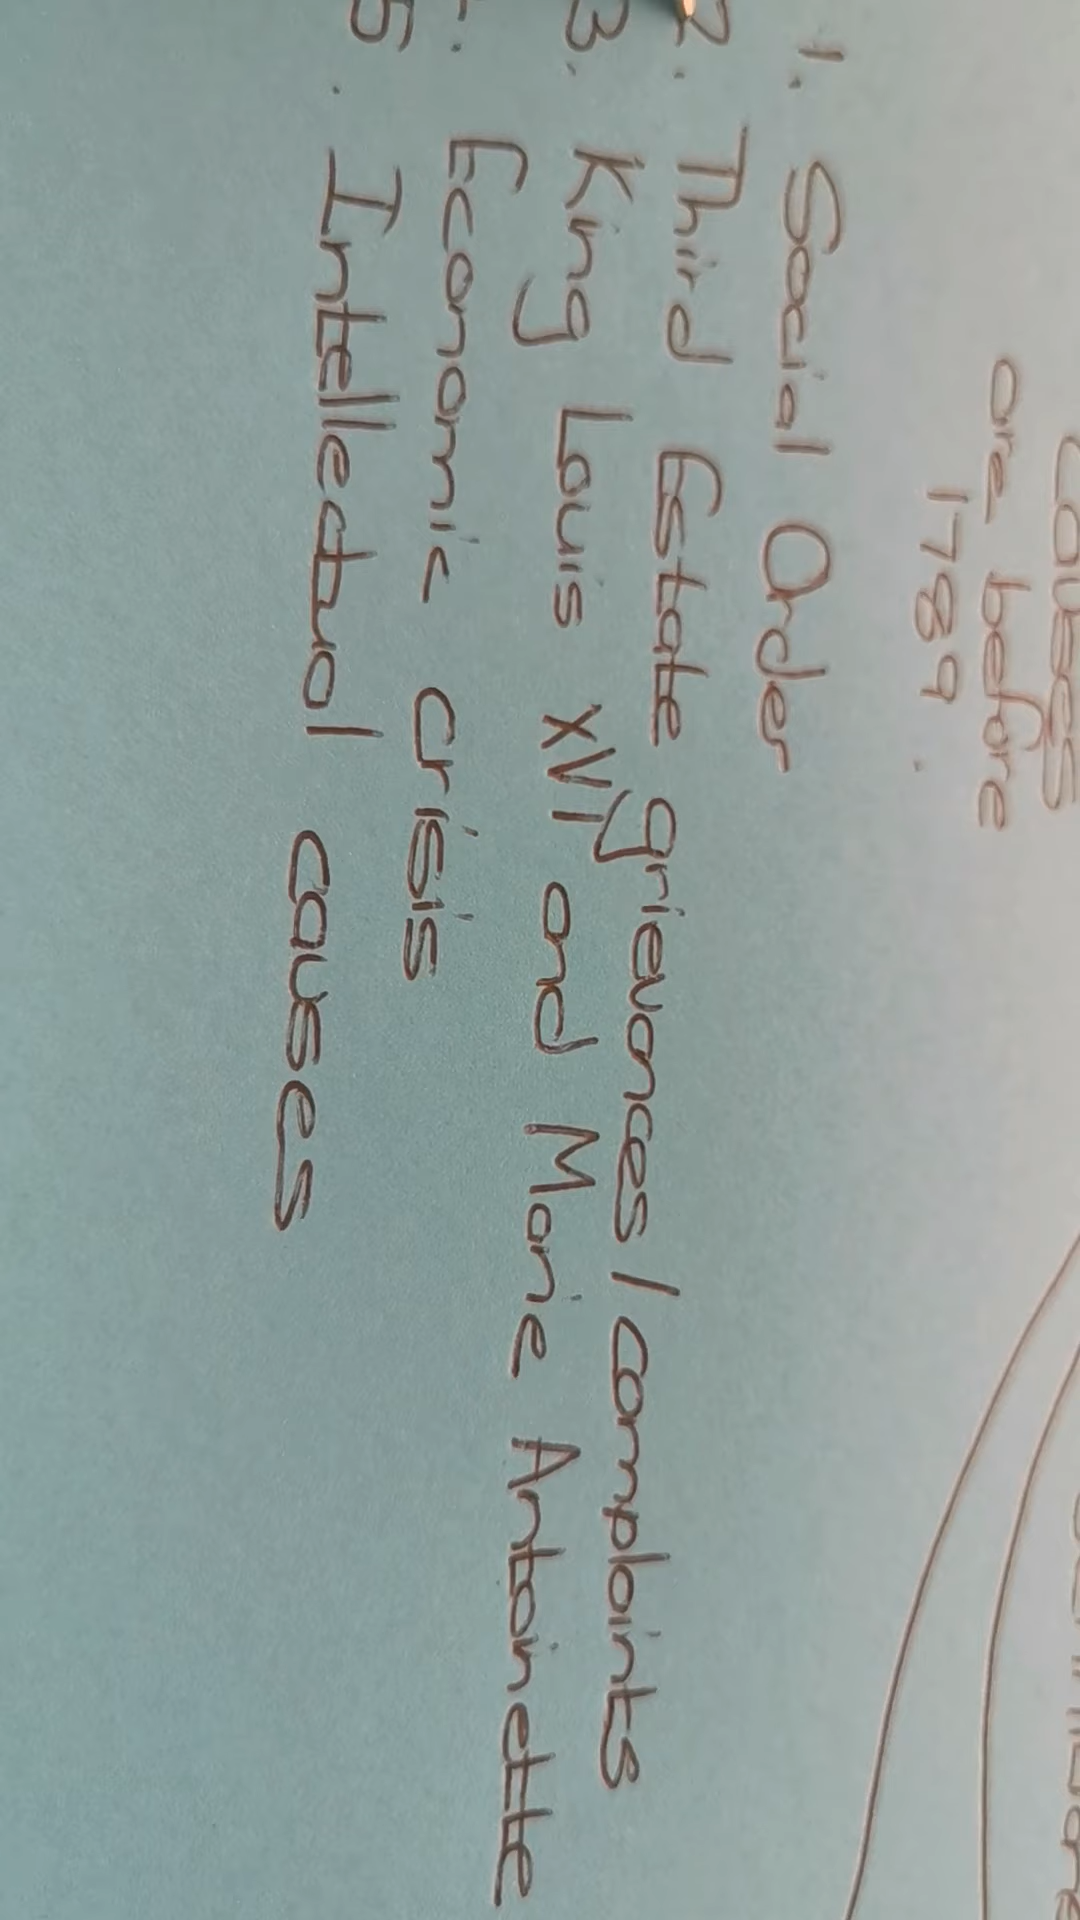 causes
are before
1789.
1. Social Order
2. Third Estate grievances / complaints
3. King Louis XVI and Marie Antoinette
. Economic crisis
5. Intellectual causes